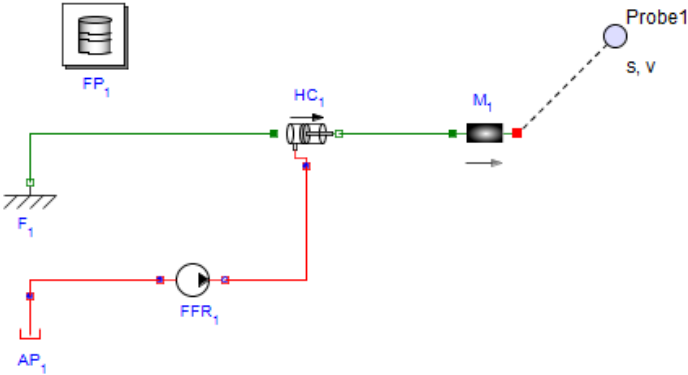 Probe1
s, v
FP₁
HC₁
M₁
F₁
FFR₁
AP₁